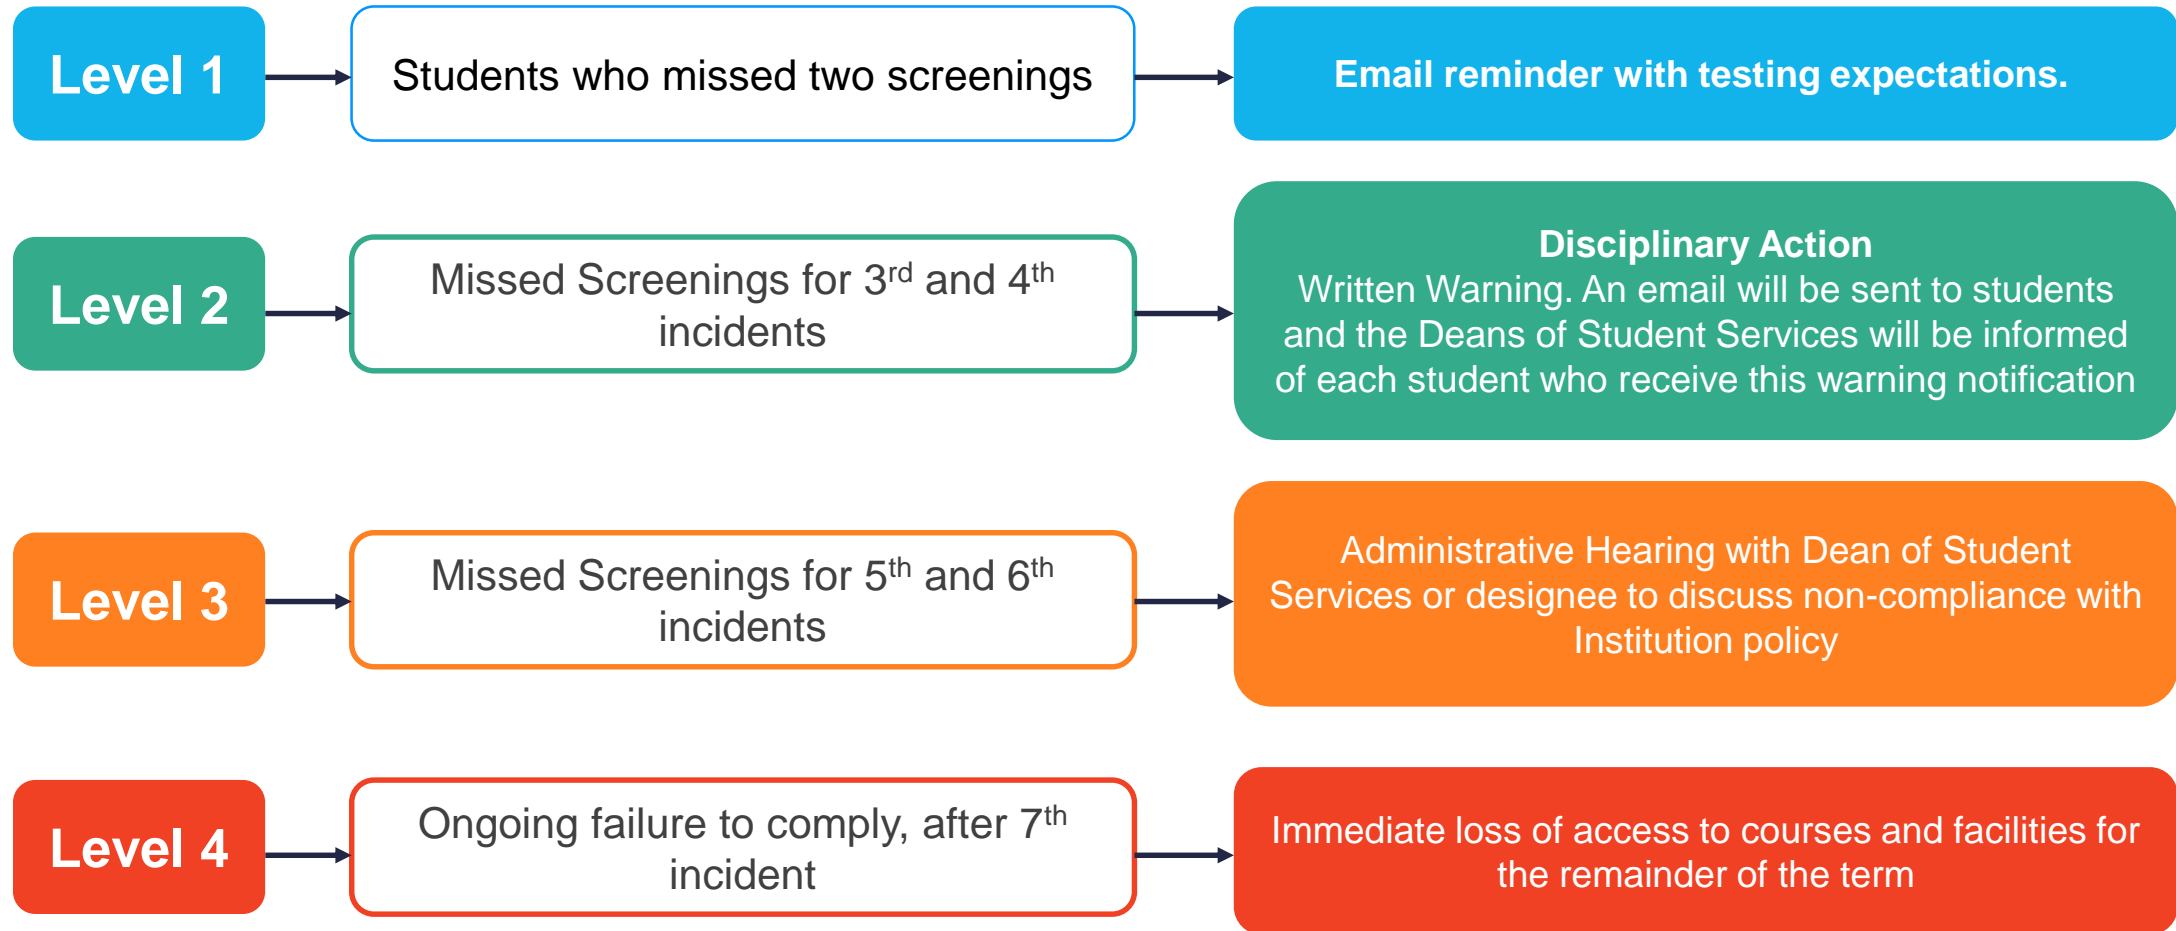 Level 1
Students who missed two screenings
Email reminder with testing expectations.
Level 2
Missed Screenings for 3rd and 4th
incidents
Disciplinary Action
Written Warning. An email will be sent to students
and the Deans of Student Services will be informed
of each student who receive this warning notification
Level 3
Missed Screenings for 5th and 6th
incidents
Administrative Hearing with Dean of Student
Services or designee to discuss non-compliance with
Institution policy
Level 4
Ongoing failure to comply, after 7th
incident
Immediate loss of access to courses and facilities for
the remainder of the term